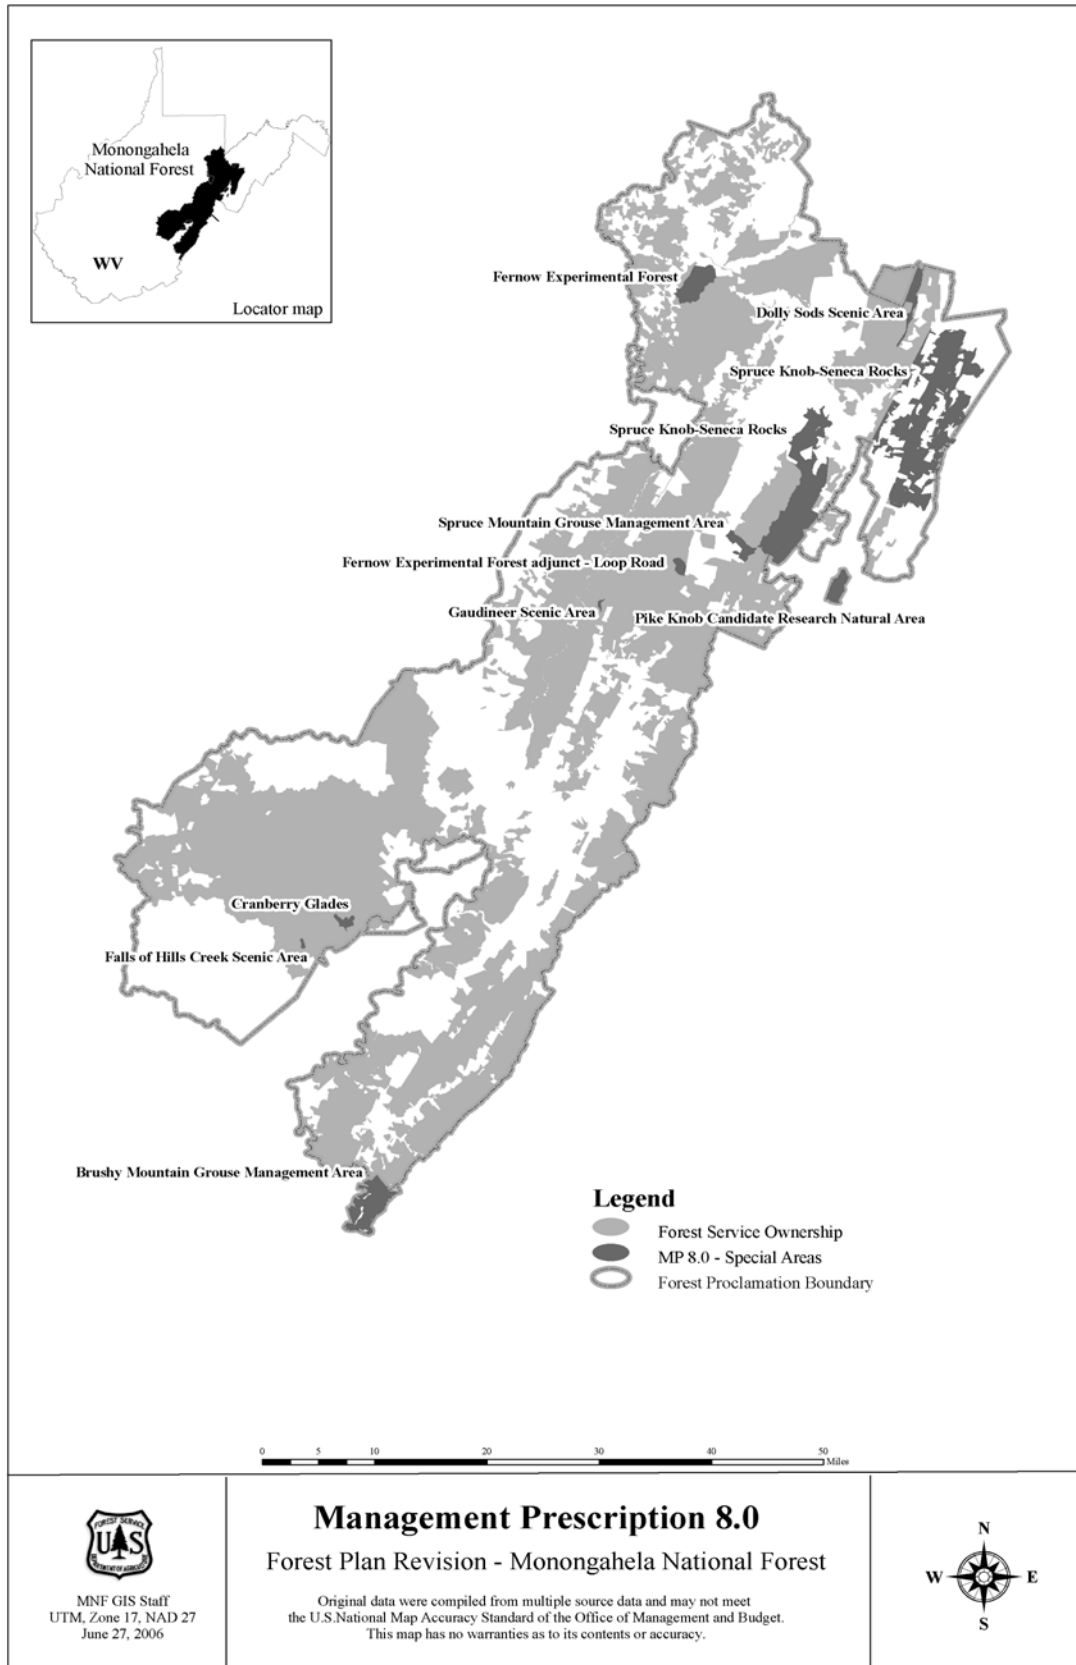 Monongahela
National Forest
WV
Locator map
Fernow Experimental Forest
Dolly Sods Scenic Area
Spruce Knob-Seneca Rocks
Spruce Knob-Seneca Rocks
Spruce Mountain Grouse Management Area
Fernow Experimental Forest adjunct - Loop Road
Gaudineer Scenic Area
Pike Knob Candidate Research Natural Area
Cranberry Glades
Falls of Hills Creek Scenic Area
Brushy Mountain Grouse Management Area
Legend
Forest Service Ownership
MP 8.0 - Special Areas
Forest Proclamation Boundary
0 5 10 20 30 40 50
Miles
FOREST SERVICE
U S
DEPARTMENT OF AGRICULTURE
MNF GIS Staff
UTM, Zone 17, NAD 27
June 27, 2006
Management Prescription 8.0
Forest Plan Revision - Monongahela National Forest
Original data were compiled from multiple source data and may not meet
the U.S.National Map Accuracy Standard of the Office of Management and Budget.
This map has no warranties as to its contents or accuracy.
N
W E
S